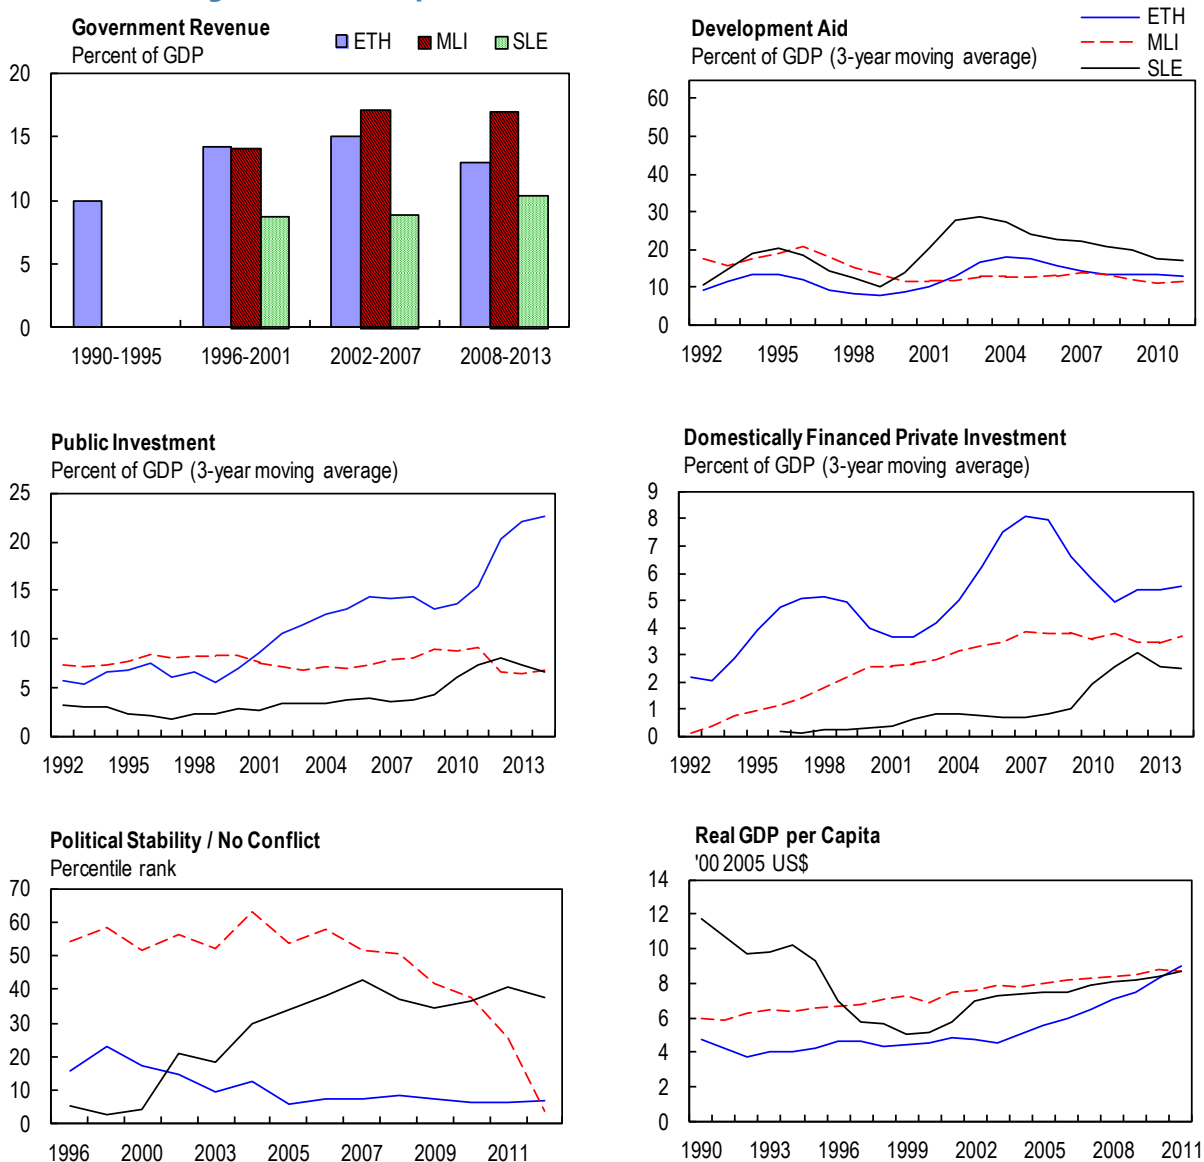 Government Revenue
Percent of GDP
ETH MLI SLE
20
15
10
5
0
1990-1995 1996-2001 2002-2007 2008-2013
Development Aid
Percent of GDP (3-year moving average)
ETH
MLI
SLE
60
50
40
30
20
10
0
1992 1995 1998 2001 2004 2007 2010
Public Investment
Percent of GDP (3-year moving average)
25
20
15
10
5
0
1992 1995 1998 2001 2004 2007 2010 2013
Domestically Financed Private Investment
Percent of GDP (3-year moving average)
9
8
7
6
5
4
3
2
1
0
1992 1995 1998 2001 2004 2007 2010 2013
Political Stability / No Conflict
Percentile rank
70
60
50
40
30
20
10
0
1996 2000 2003 2005 2007 2009 2011
Real GDP per Capita
'00 2005 US$
14
12
10
8
6
4
2
0
1990 1993 1996 1999 2002 2005 2008 2011